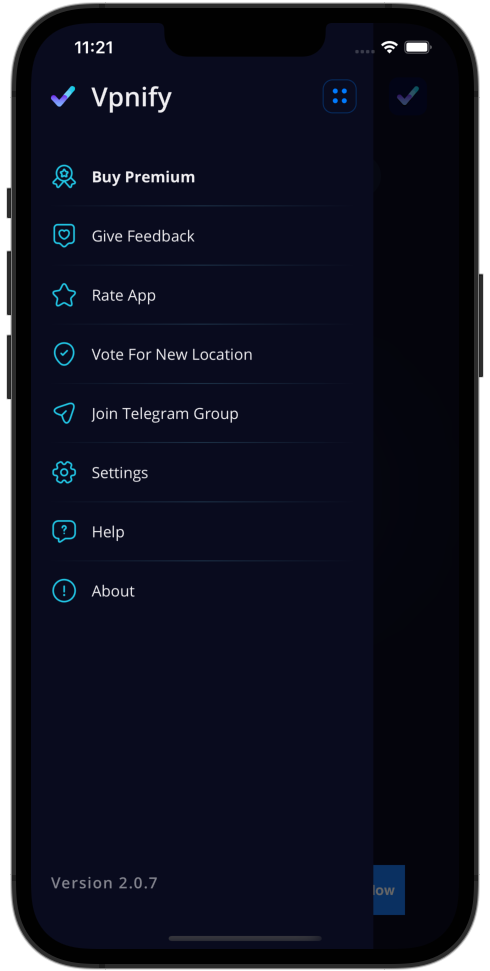 11:21
Vpnify
Buy Premium
Give Feedback
Rate App
Vote For New Location
Join Telegram Group
Settings
Help
About
Version 2.0.7